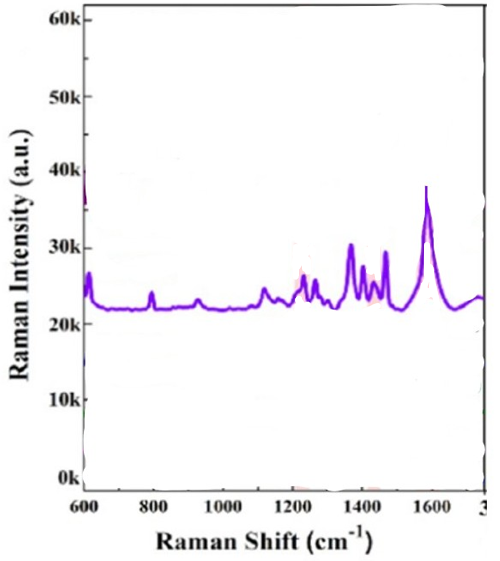 Raman Intensity (a.u.)
60k
50k
40k
30k
20k
10k
0k
600 800 1000 1200 1400 1600 3
Raman Shift (cm⁻¹)